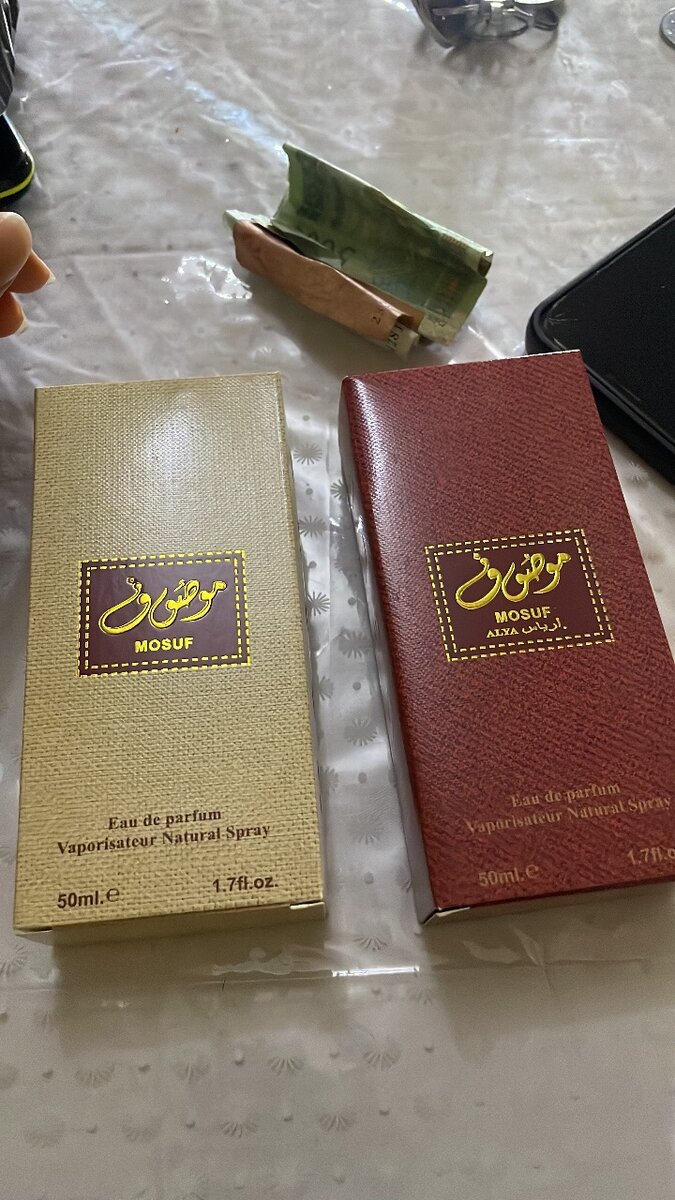 موصوف
MOSUF
Eau de parfum
Vaporisateur Natural Spray
50ml.e 1.7fl.oz.
موصوف
MOSUF
ALYA ارياس
Eau de parfum
Vaporisateur Natural Spray
50ml.e 1.7fl.o